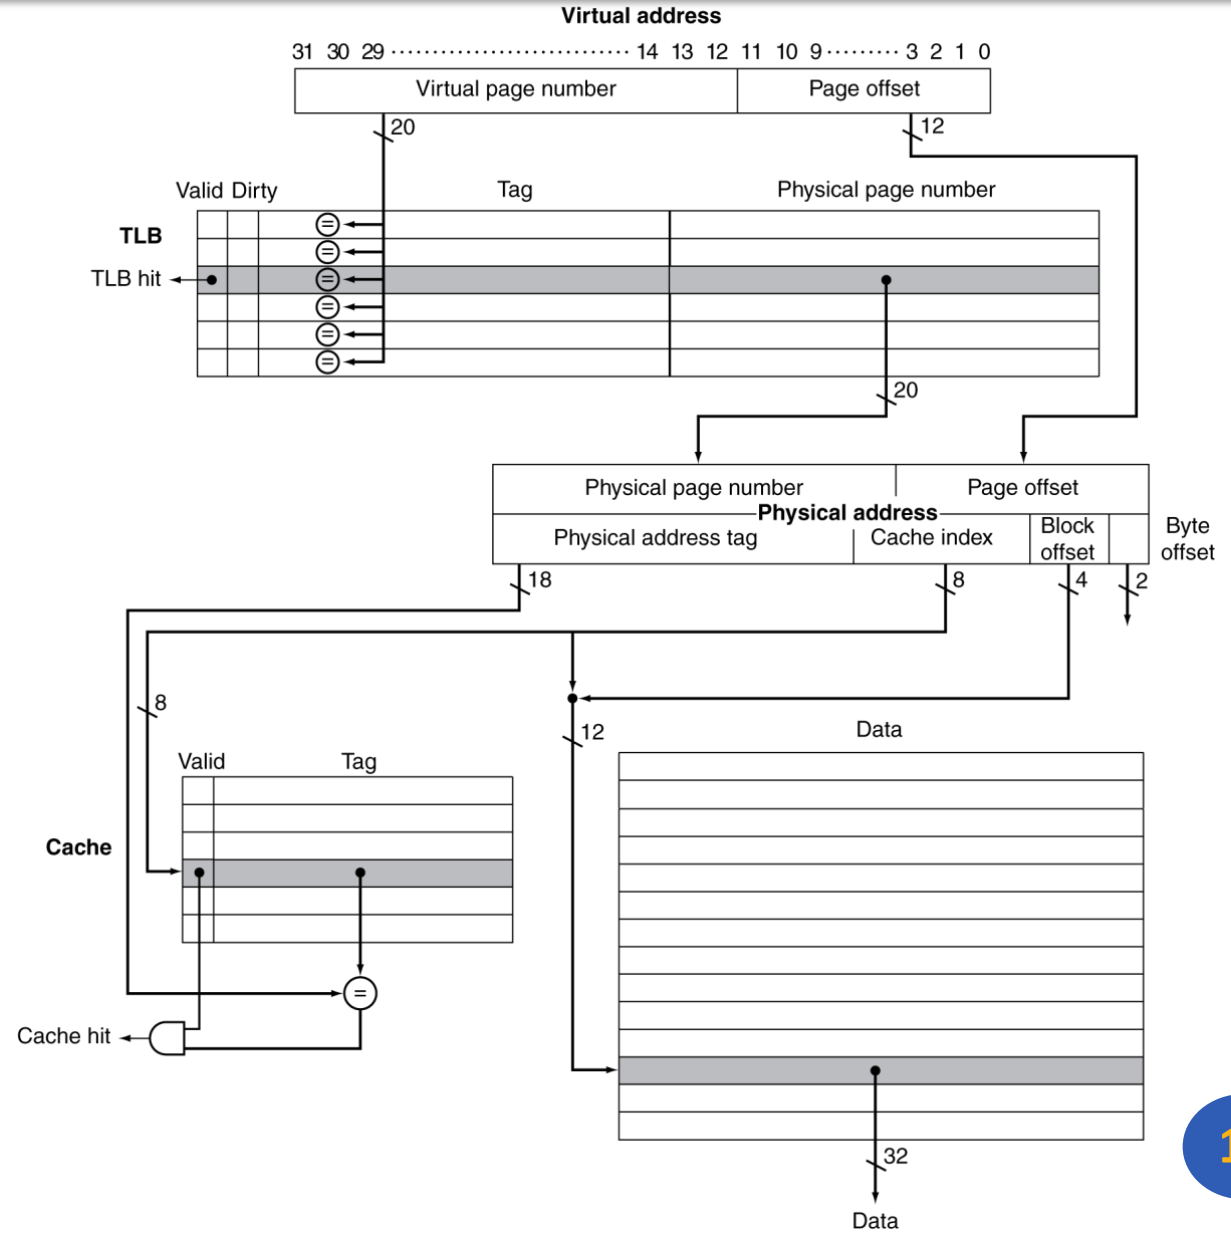 Virtual address
31 30 29 ........................... 14 13 12 11 10 9 ......... 3 2 1 0
Virtual page number Page offset
20 12
Valid Dirty Tag Physical page number
TLB
=
=
TLB hit =
=
=
=
20
Physical page number Page offset
Physical address
Physical address tag Cache index Block offset Byte offset
18 8 4 2
8
12
Data
Valid Tag
Cache
=
Cache hit
32
Data
1